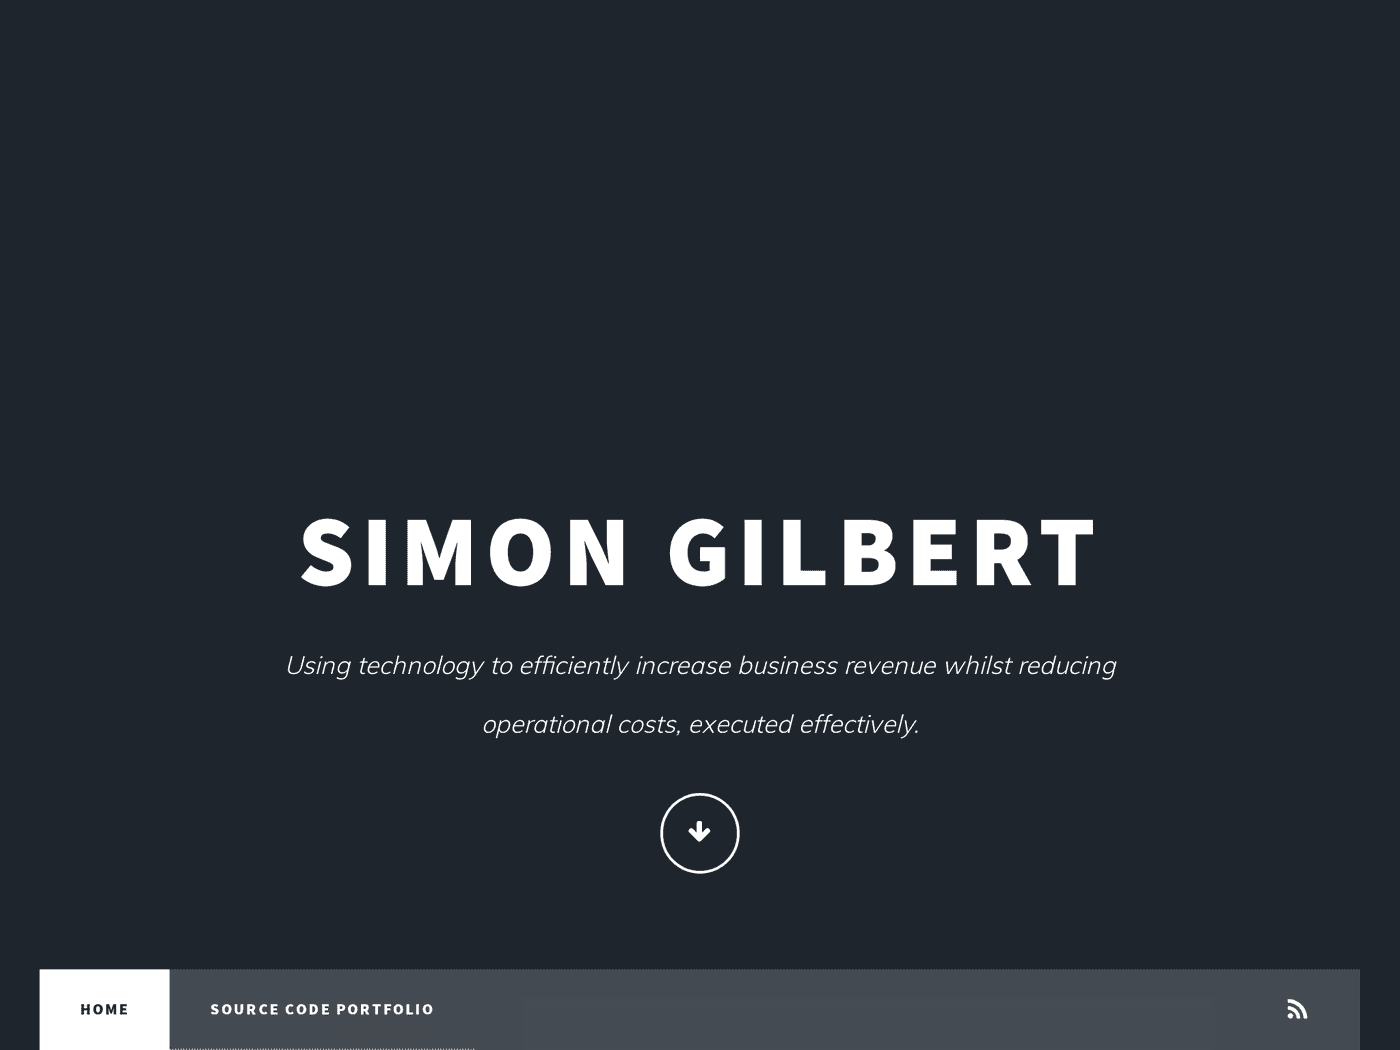 SIMON GILBERT
Using technology to efficiently increase business revenue whilst reducing
operational costs, executed effectively.
HOME
SOURCE CODE PORTFOLIO